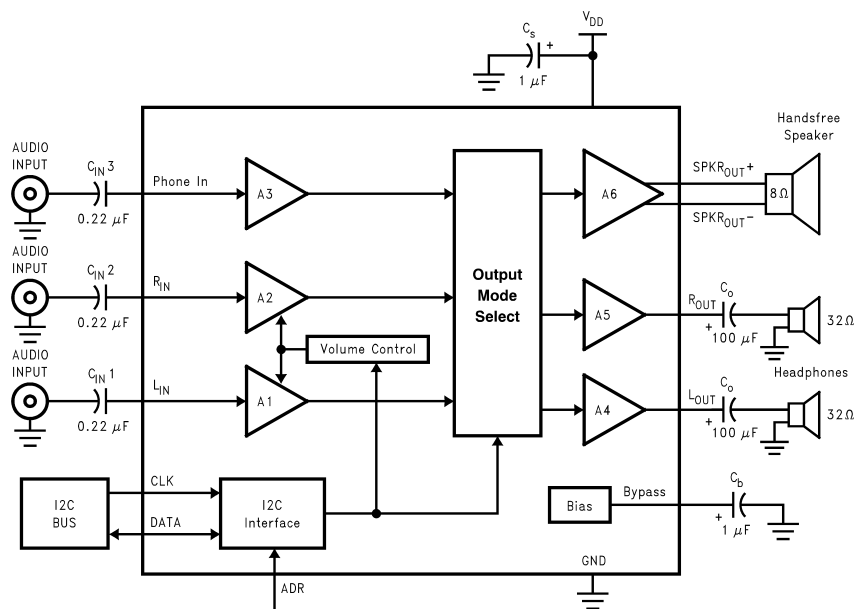 V_DD
C_s
+
1 μF
Handsfree
Speaker
AUDIO
INPUT
C_IN 3
0.22 μF
Phone In
A3
A6
SPKR_OUT+
SPKR_OUT-
8Ω
AUDIO
INPUT
C_IN 2
0.22 μF
R_IN
A2
Output
Mode
Select
A5
R_OUT
C_o
+
100 μF
32Ω
Volume Control
AUDIO
INPUT
C_IN 1
0.22 μF
L_IN
A1
A4
L_OUT
C_o
+
100 μF
Headphones
32Ω
I2C
BUS
CLK
DATA
I2C
Interface
ADR
Bias
Bypass
C_b
+
1 μF
GND